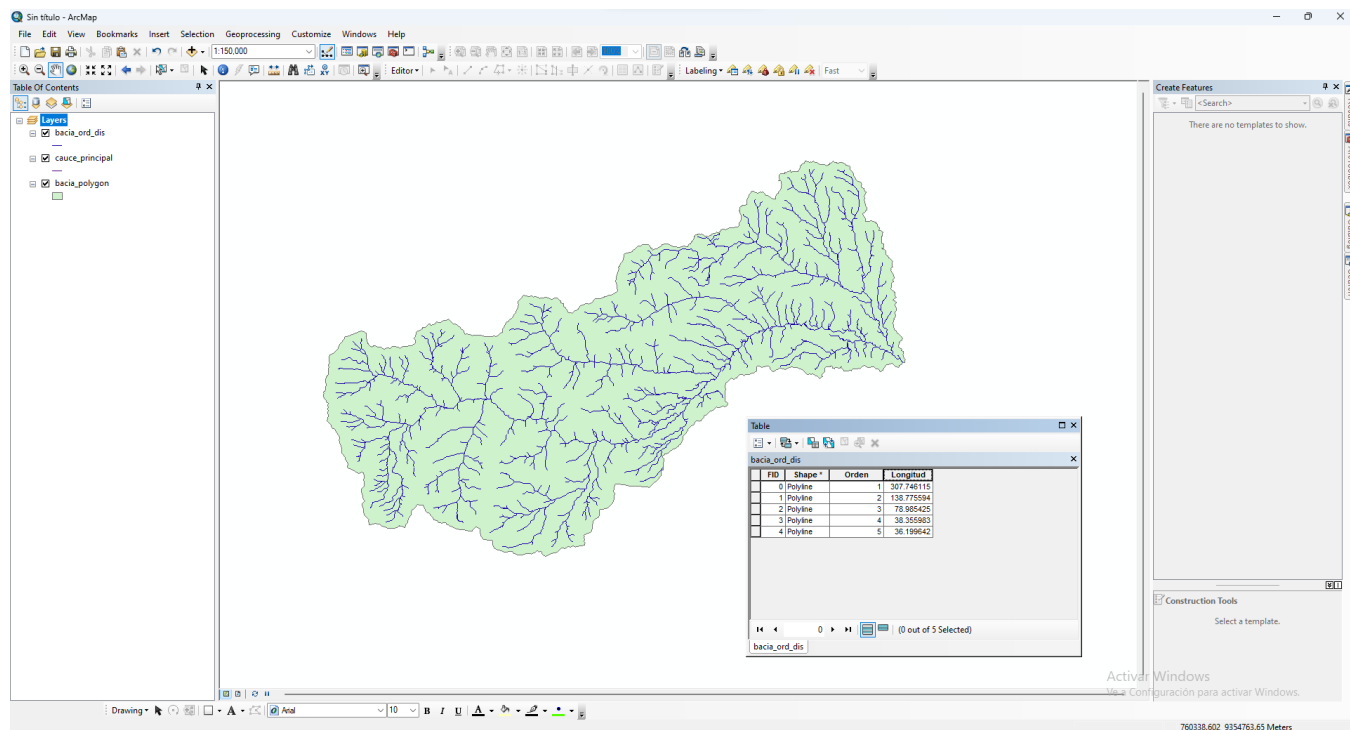 Sin título - ArcMap
File Edit View Bookmarks Insert Selection Geoprocessing Customize Windows Help
1:150,000
Editor
Labeling
Fast
Table Of Contents
Layers
bacia_ord_dis
cauce_principal
bacia_polygon
Create Features
<Search>
There are no templates to show.
Table
bacia_ord_dis
FID Shape * Orden Longitud
0 Polyline 1 307.746115
1 Polyline 2 138.775594
2 Polyline 3 78.985425
3 Polyline 4 38.355983
4 Polyline 5 36.199642
0 (0 out of 5 Selected)
bacia_ord_dis
Construction Tools
Select a template.
Activar Windows
Ve a Configuración para activar Windows.
Drawing A Arial 10 B I U A
760338.602 9354763.65 Meters